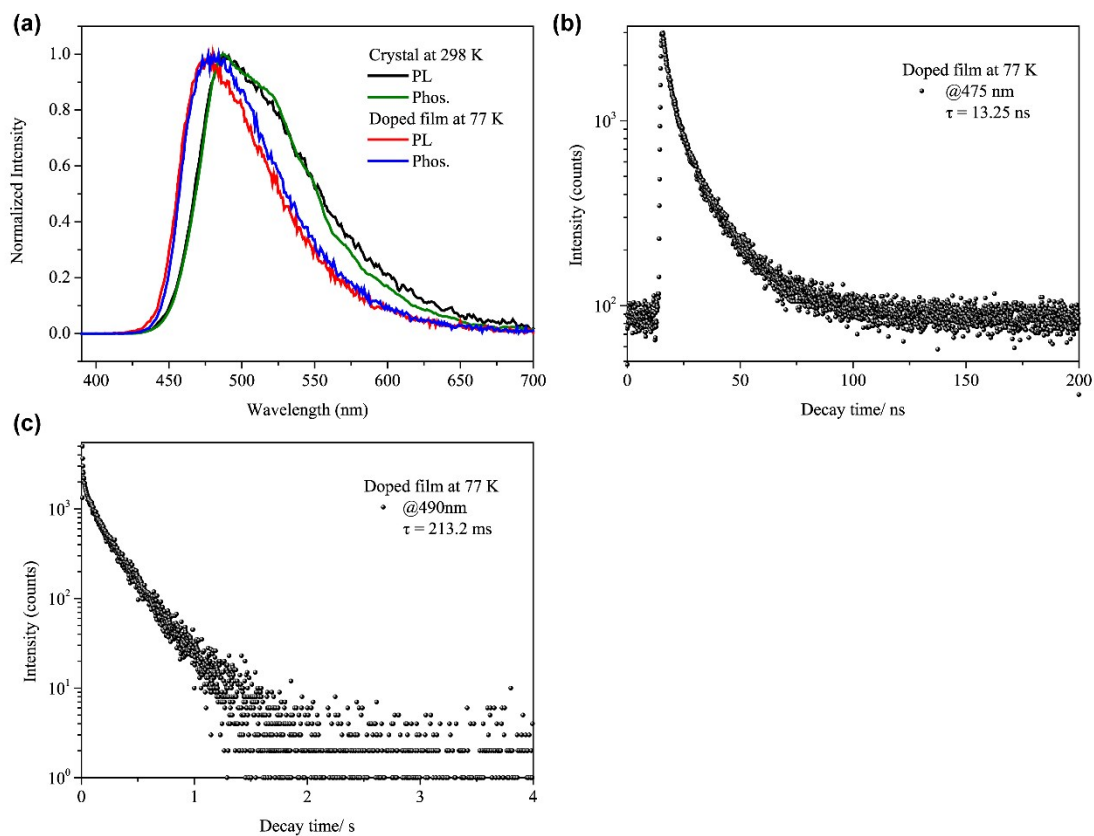 (a)
Normalized Intensity
1.0
0.8
0.6
0.4
0.2
0.0
Crystal at 298 K
PL
Phos.
Doped film at 77 K
PL
Phos.
400 450 500 550 600 650 700
Wavelength (nm)
(b)
Intensity (counts)
10³
10²
Doped film at 77 K
@475 nm
τ = 13.25 ns
0 50 100 150 200
Decay time/ ns
(c)
Intensity (counts)
10³
10²
10¹
10⁰
Doped film at 77 K
@490nm
τ = 213.2 ms
0 1 2 3 4
Decay time/ s